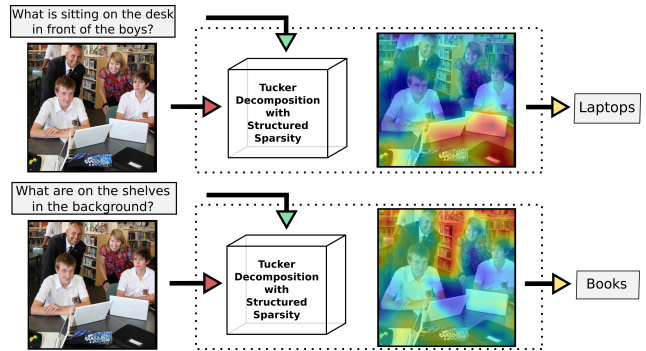 What is sitting on the desk
in front of the boys?
Tucker
Decomposition
with
Structured
Sparsity
Laptops
What are on the shelves
in the background?
Tucker
Decomposition
with
Structured
Sparsity
Books